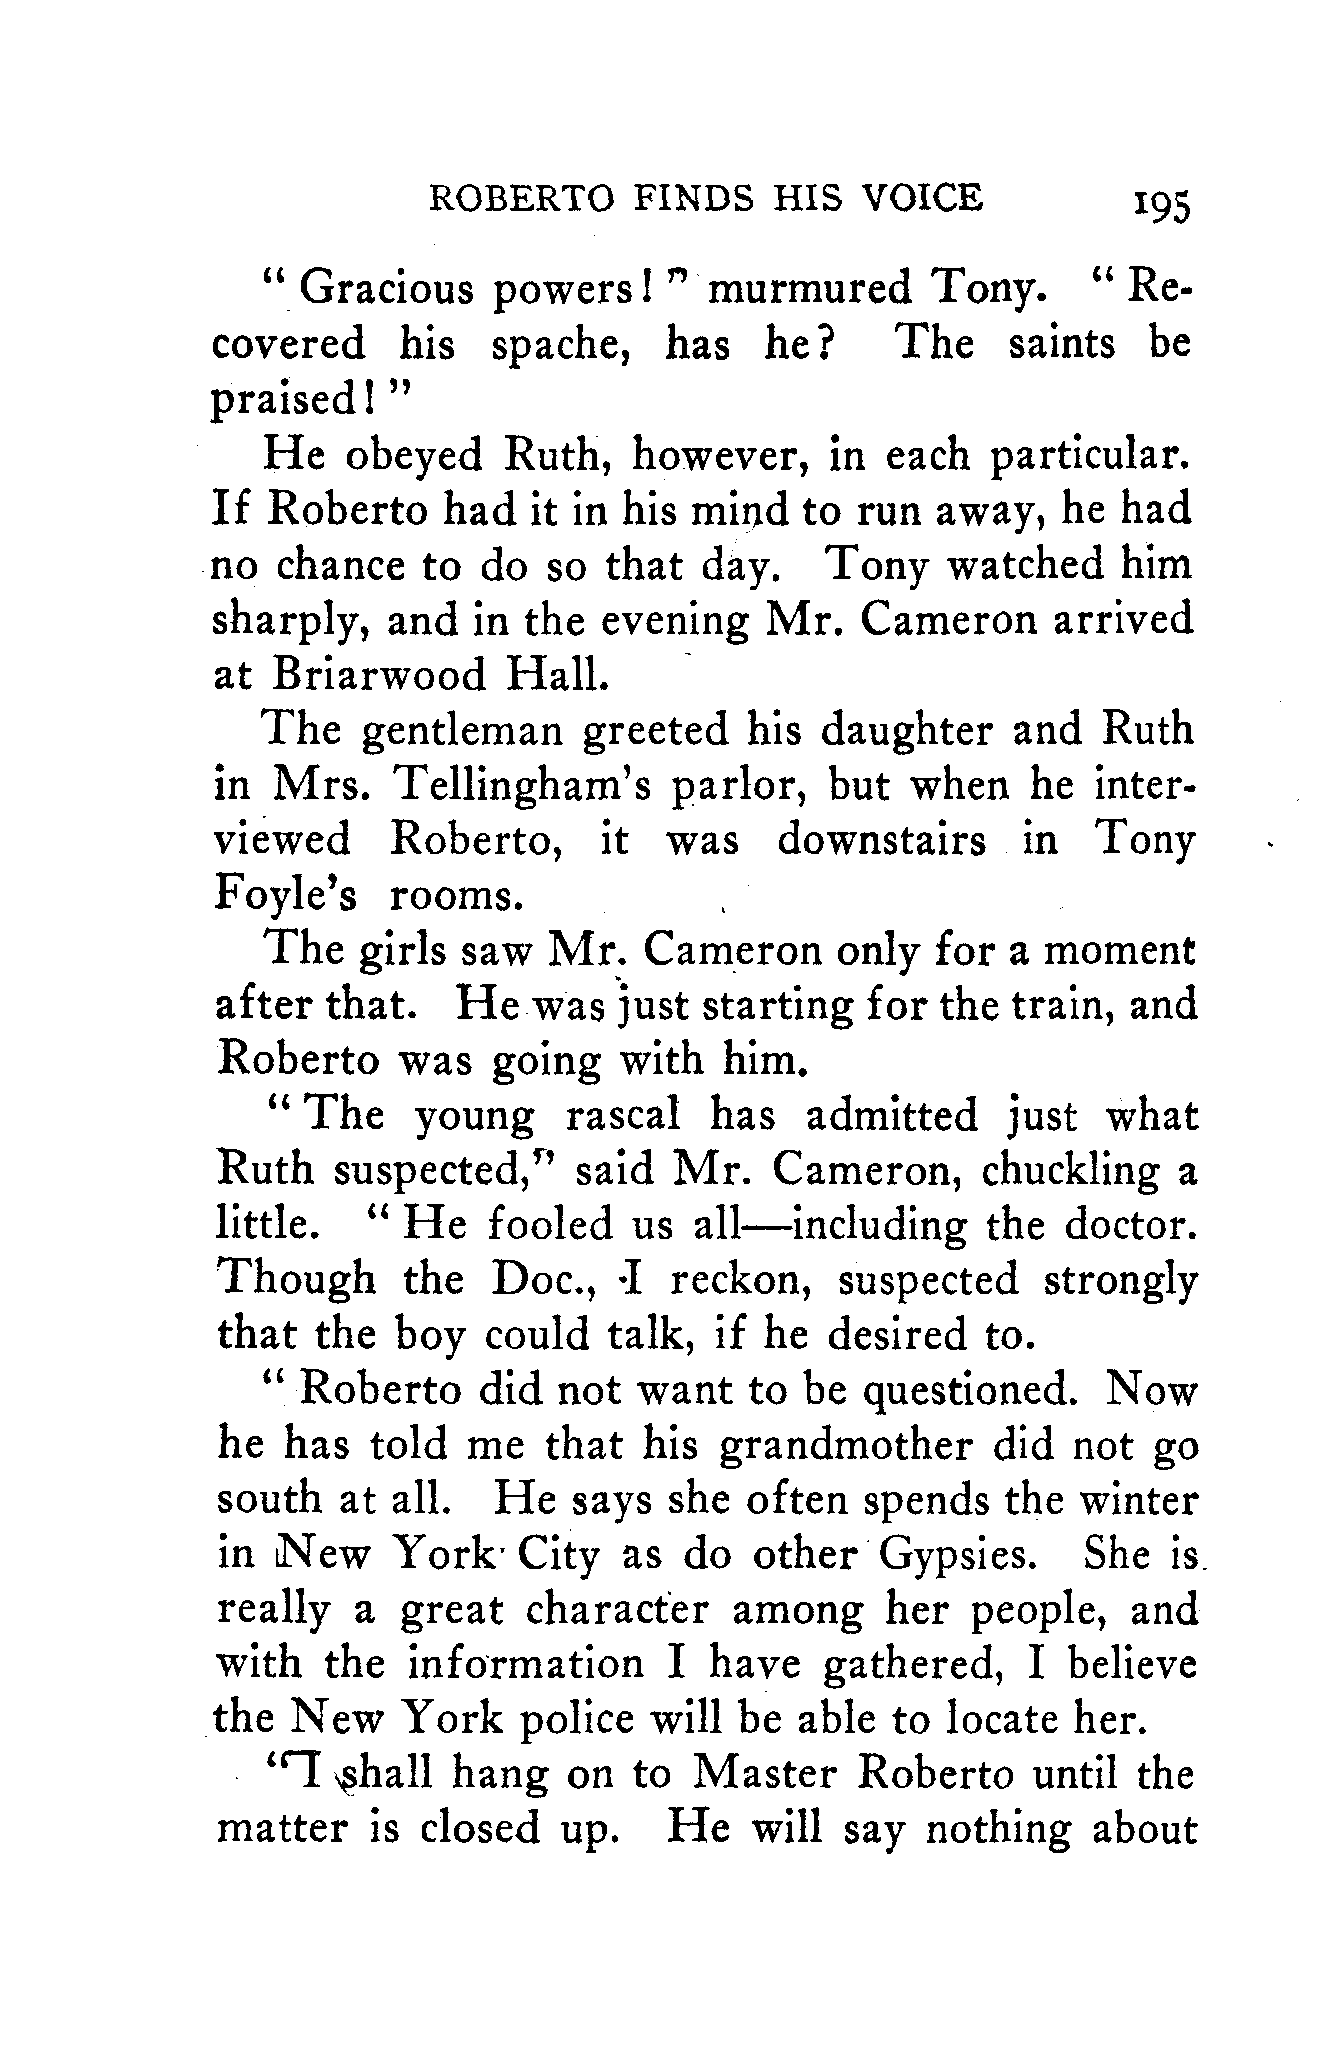 ROBERTO FINDS HIS VOICE 195
" Gracious powers! " murmured Tony. " Re-
covered his spache, has he? The saints be
praised! "
He obeyed Ruth, however, in each particular.
If Roberto had it in his mind to run away, he had
no chance to do so that day. Tony watched him
sharply, and in the evening Mr. Cameron arrived
at Briarwood Hall.
The gentleman greeted his daughter and Ruth
in Mrs. Tellingham's parlor, but when he inter-
viewed Roberto, it was downstairs in Tony
Foyle's rooms.
The girls saw Mr. Cameron only for a moment
after that. He was just starting for the train, and
Roberto was going with him.
" The young rascal has admitted just what
Ruth suspected," said Mr. Cameron, chuckling a
little. " He fooled us all—including the doctor.
Though the Doc., I reckon, suspected strongly
that the boy could talk, if he desired to.
" Roberto did not want to be questioned. Now
he has told me that his grandmother did not go
south at all. He says she often spends the winter
in New York City as do other Gypsies. She is
really a great character among her people, and
with the information I have gathered, I believe
the New York police will be able to locate her.
"I shall hang on to Master Roberto until the
matter is closed up. He will say nothing about